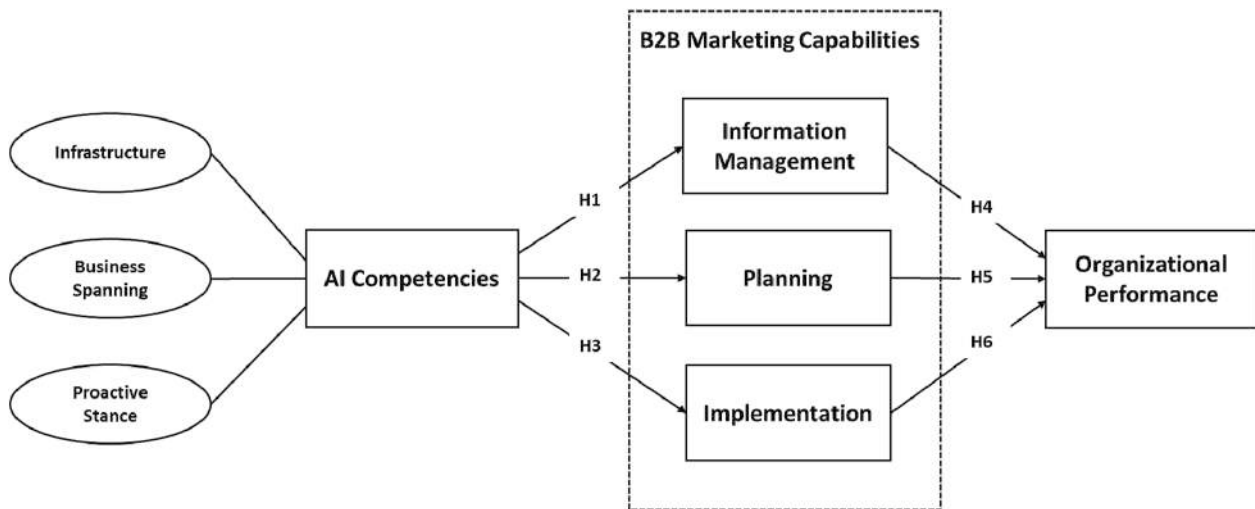 B2B Marketing Capabilities
Infrastructure
Business
Spanning
Proactive
Stance
AI Competencies
H1
H2
H3
Information
Management
Planning
Implementation
H4
H5
H6
Organizational
Performance